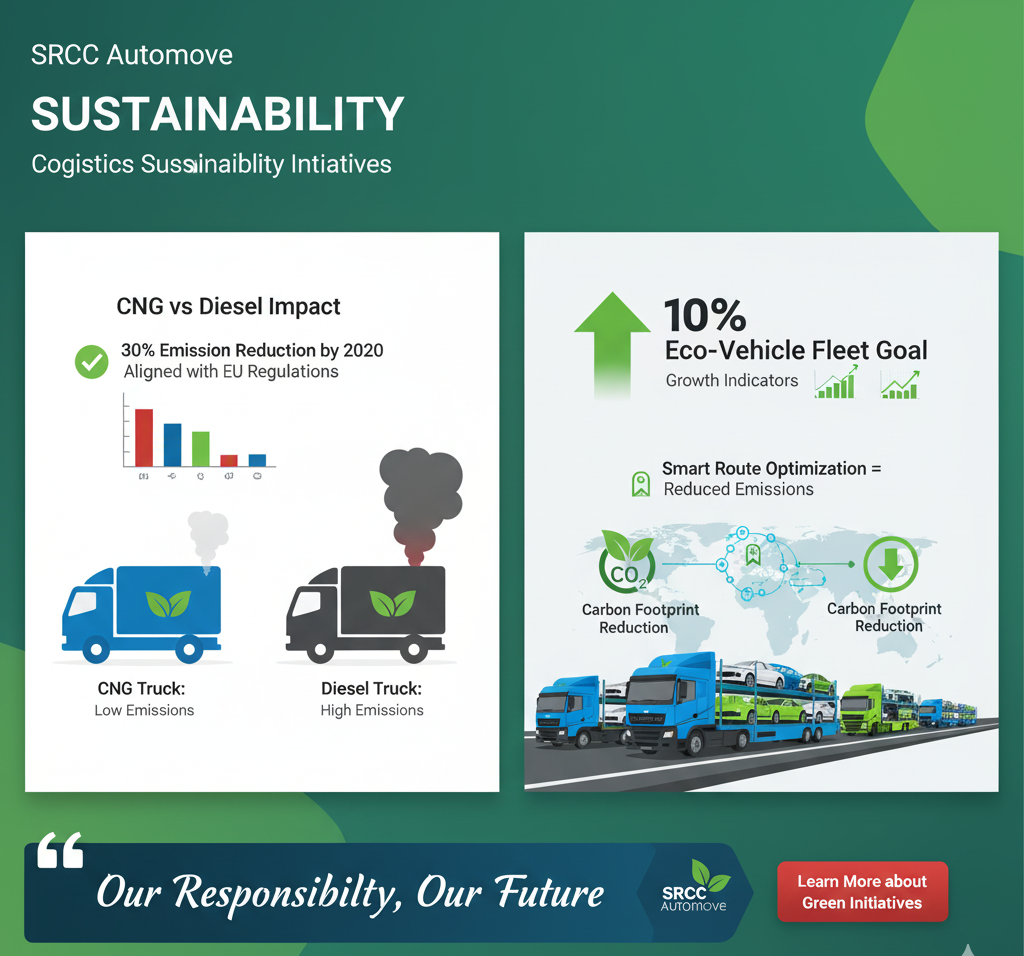 SRCC Automove
SUSTAINABILITY
Cogistics Sussinaiblity Intiatives
CNG vs Diesel Impact
30% Emission Reduction by 2020
Aligned with EU Regulations
CNG Truck:
Low Emissions
Diesel Truck:
High Emissions
10%
Eco-Vehicle Fleet Goal
Growth Indicators
Smart Route Optimization =
Reduced Emissions
CO2
Carbon Footprint
Reduction
Carbon Footprint
Reduction
“Our Responsibilty, Our Future
SRCC
AUTOMOVE
Learn More about
Green Initiatives